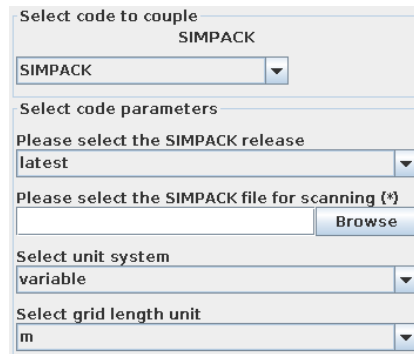 Select code to couple
SIMPACK
SIMPACK
Select code parameters
Please select the SIMPACK release
latest
Please select the SIMPACK file for scanning (*)
Browse
Select unit system
variable
Select grid length unit
m